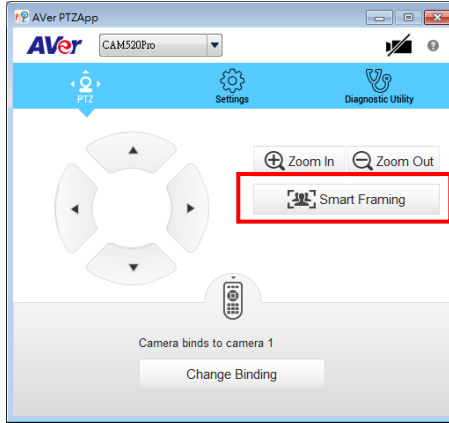 AVer PTZApp
AVer CAM520Pro
PTZ Settings Diagnostic Utility
Zoom In Zoom Out
Smart Framing
Camera binds to camera 1
Change Binding